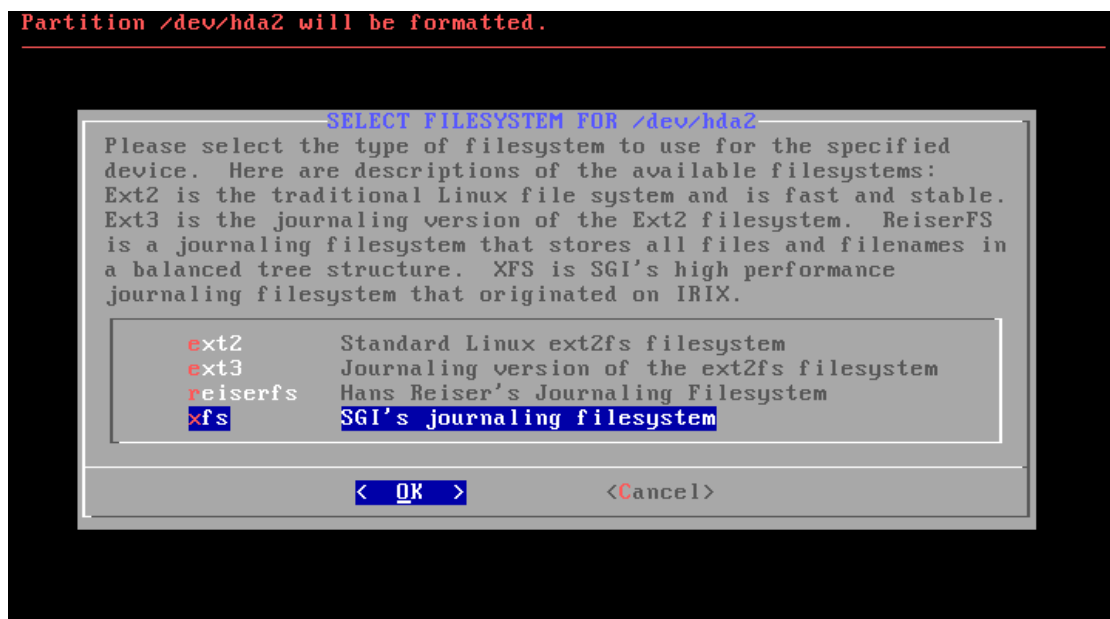 Partition /dev/hda2 will be formatted.
SELECT FILESYSTEM FOR /dev/hda2
Please select the type of filesystem to use for the specified
device.  Here are descriptions of the available filesystems:
Ext2 is the traditional Linux file system and is fast and stable.
Ext3 is the journaling version of the Ext2 filesystem.  ReiserFS
is a journaling filesystem that stores all files and filenames in
a balanced tree structure.  XFS is SGI's high performance
journaling filesystem that originated on IRIX.
ext2 Standard Linux ext2fs filesystem
ext3 Journaling version of the ext2fs filesystem
reiserfs Hans Reiser's Journaling Filesystem
xfs SGI's journaling filesystem
< OK > <Cancel>